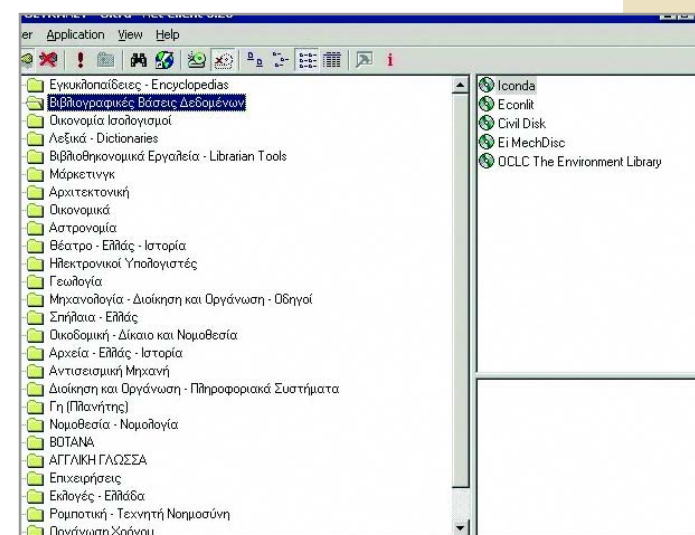 er Application View Help
Εγκυκλοπαίδειες - Encyclopedias
Βιβλιογραφικές Βάσεις Δεδομένων
Οικονομία Ισολογισμοί
Λεξικά - Dictionaries
Βιβλιοθηκονομικά Εργαλεία - Librarian Tools
Μάρκετινγκ
Αρχιτεκτονική
Οικονομικά
Αστρονομία
Θέατρο - Ελλάς - Ιστορία
Ηλεκτρονικοί Υπολογιστές
Γεωλογία
Μηχανολογία - Διοίκηση και Οργάνωση - Οδηγοί
Σπήλαια - Ελλάς
Οικοδομική - Δίκαιο και Νομοθεσία
Αρχεία - Ελλάς - Ιστορία
Αντισεισμική Μηχανή
Διοίκηση και Οργάνωση - Πληροφοριακά Συστήματα
Γη (Πλανήτης)
Νομοθεσία - Νομολογία
ΒΟΤΑΝΑ
ΑΓΓΛΙΚΗ ΓΛΩΣΣΑ
Επιχειρήσεις
Εκλογές - Ελλάδα
Ρομποτική - Τεχνητή Νοημοσύνη
Οργάνωση Χρόνου
Iconda
Econlit
Civil Disk
Ei MechDisc
OCLC The Environment Library